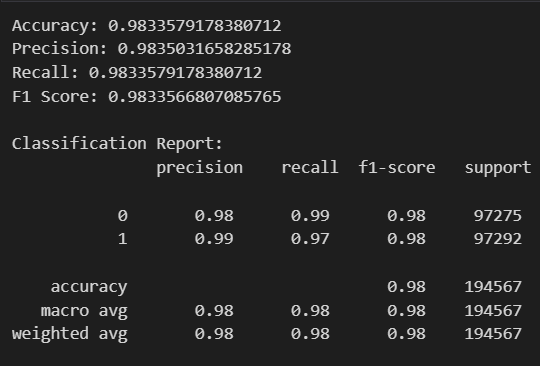 Accuracy: 0.9833579178380712
Precision: 0.9835031658285178
Recall: 0.9833579178380712
F1 Score: 0.9833566807085765
Classification Report:
precision recall f1-score support
0 0.98 0.99 0.98 97275
1 0.99 0.97 0.98 97292
accuracy 0.98 194567
macro avg 0.98 0.98 0.98 194567
weighted avg 0.98 0.98 0.98 194567